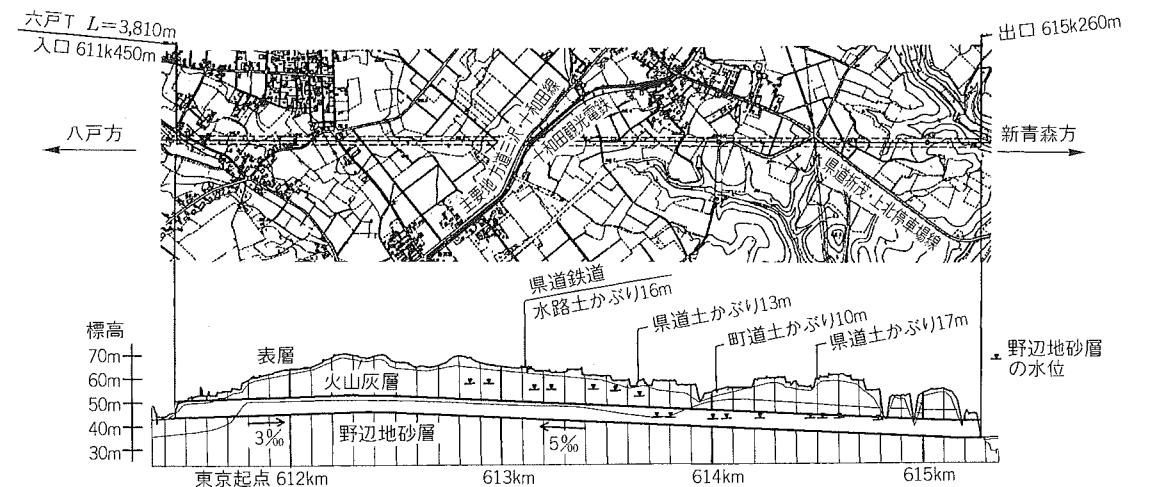 六戸T L=3,810m
入口 611k450m
出口 615k260m
八戸方
新青森方
主要地方道三戸・十和田線
十和田観光電鉄
県道折茂・上北停車場線
県道鉄道
水路土かぶり16m
県道土かぶり13m
町道土かぶり10m
県道土かぶり17m
標高
70m
60m
50m
40m
30m
表層
火山灰層
野辺地砂層
の水位
3‰
野辺地砂層
5‰
東京起点 612km
613km
614km
615km